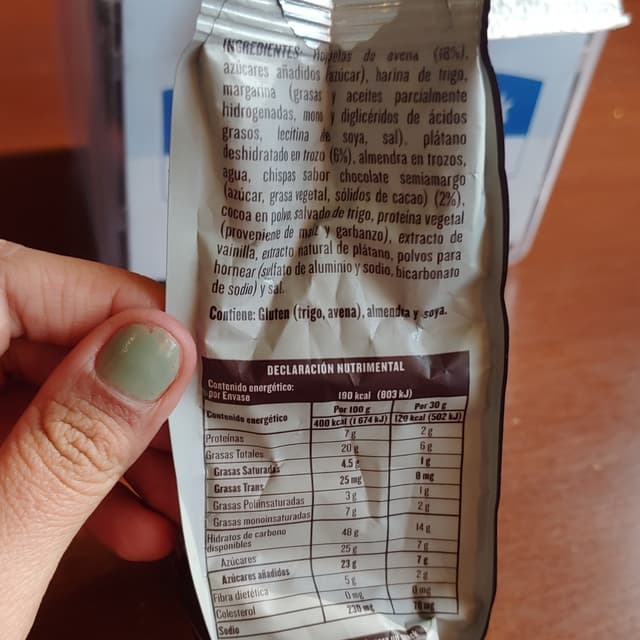 INGREDIENTES: Hojuelas de avena (18%),
azúcares añadidos (azúcar), harina de trigo,
margarina (grasas y aceites parcialmente
hidrogenadas, mono y diglicéridos de ácidos
grasos, lecitina de soya, sal), plátano
deshidratado en trozo (6%), almendra en trozos,
agua, chispas sabor chocolate semiamargo
(azúcar, grasa vegetal, sólidos de cacao) (2%),
cocoa en polvo, salvado de trigo, proteína vegetal
(proveniene de maíz y garbanzo), extracto de
vainilla, extracto natural de plátano, polvos para
hornear (sulfato de aluminio y sodio, bicarbonato
de sodio) y sal.
Contiene: Gluten (trigo, avena), almendra y soya.
DECLARACIÓN NUTRIMENTAL
Contenido energético:
por Envase 190 kcal (803 kJ)
Por 100 g Por 30 g
Contenido energético 400 kcal (1 674 kJ) 120 kcal (502 kJ)
Proteínas 7 g 2 g
Grasas Totales 20 g 6 g
Grasas Saturadas 4.5 g 1 g
Grasas Trans 25 mg 0 mg
Grasas Poliinsaturadas 3 g 1 g
Grasas monoinsaturadas 7 g 2 g
Hidratos de carbono
disponibles 48 g 14 g
Azúcares 25 g 7 g
Azúcares añadidos 23 g 7 g
Fibra dietética 5 g 2 g
Colesterol 0 mg 0 mg
Sodio 230 mg 70 mg